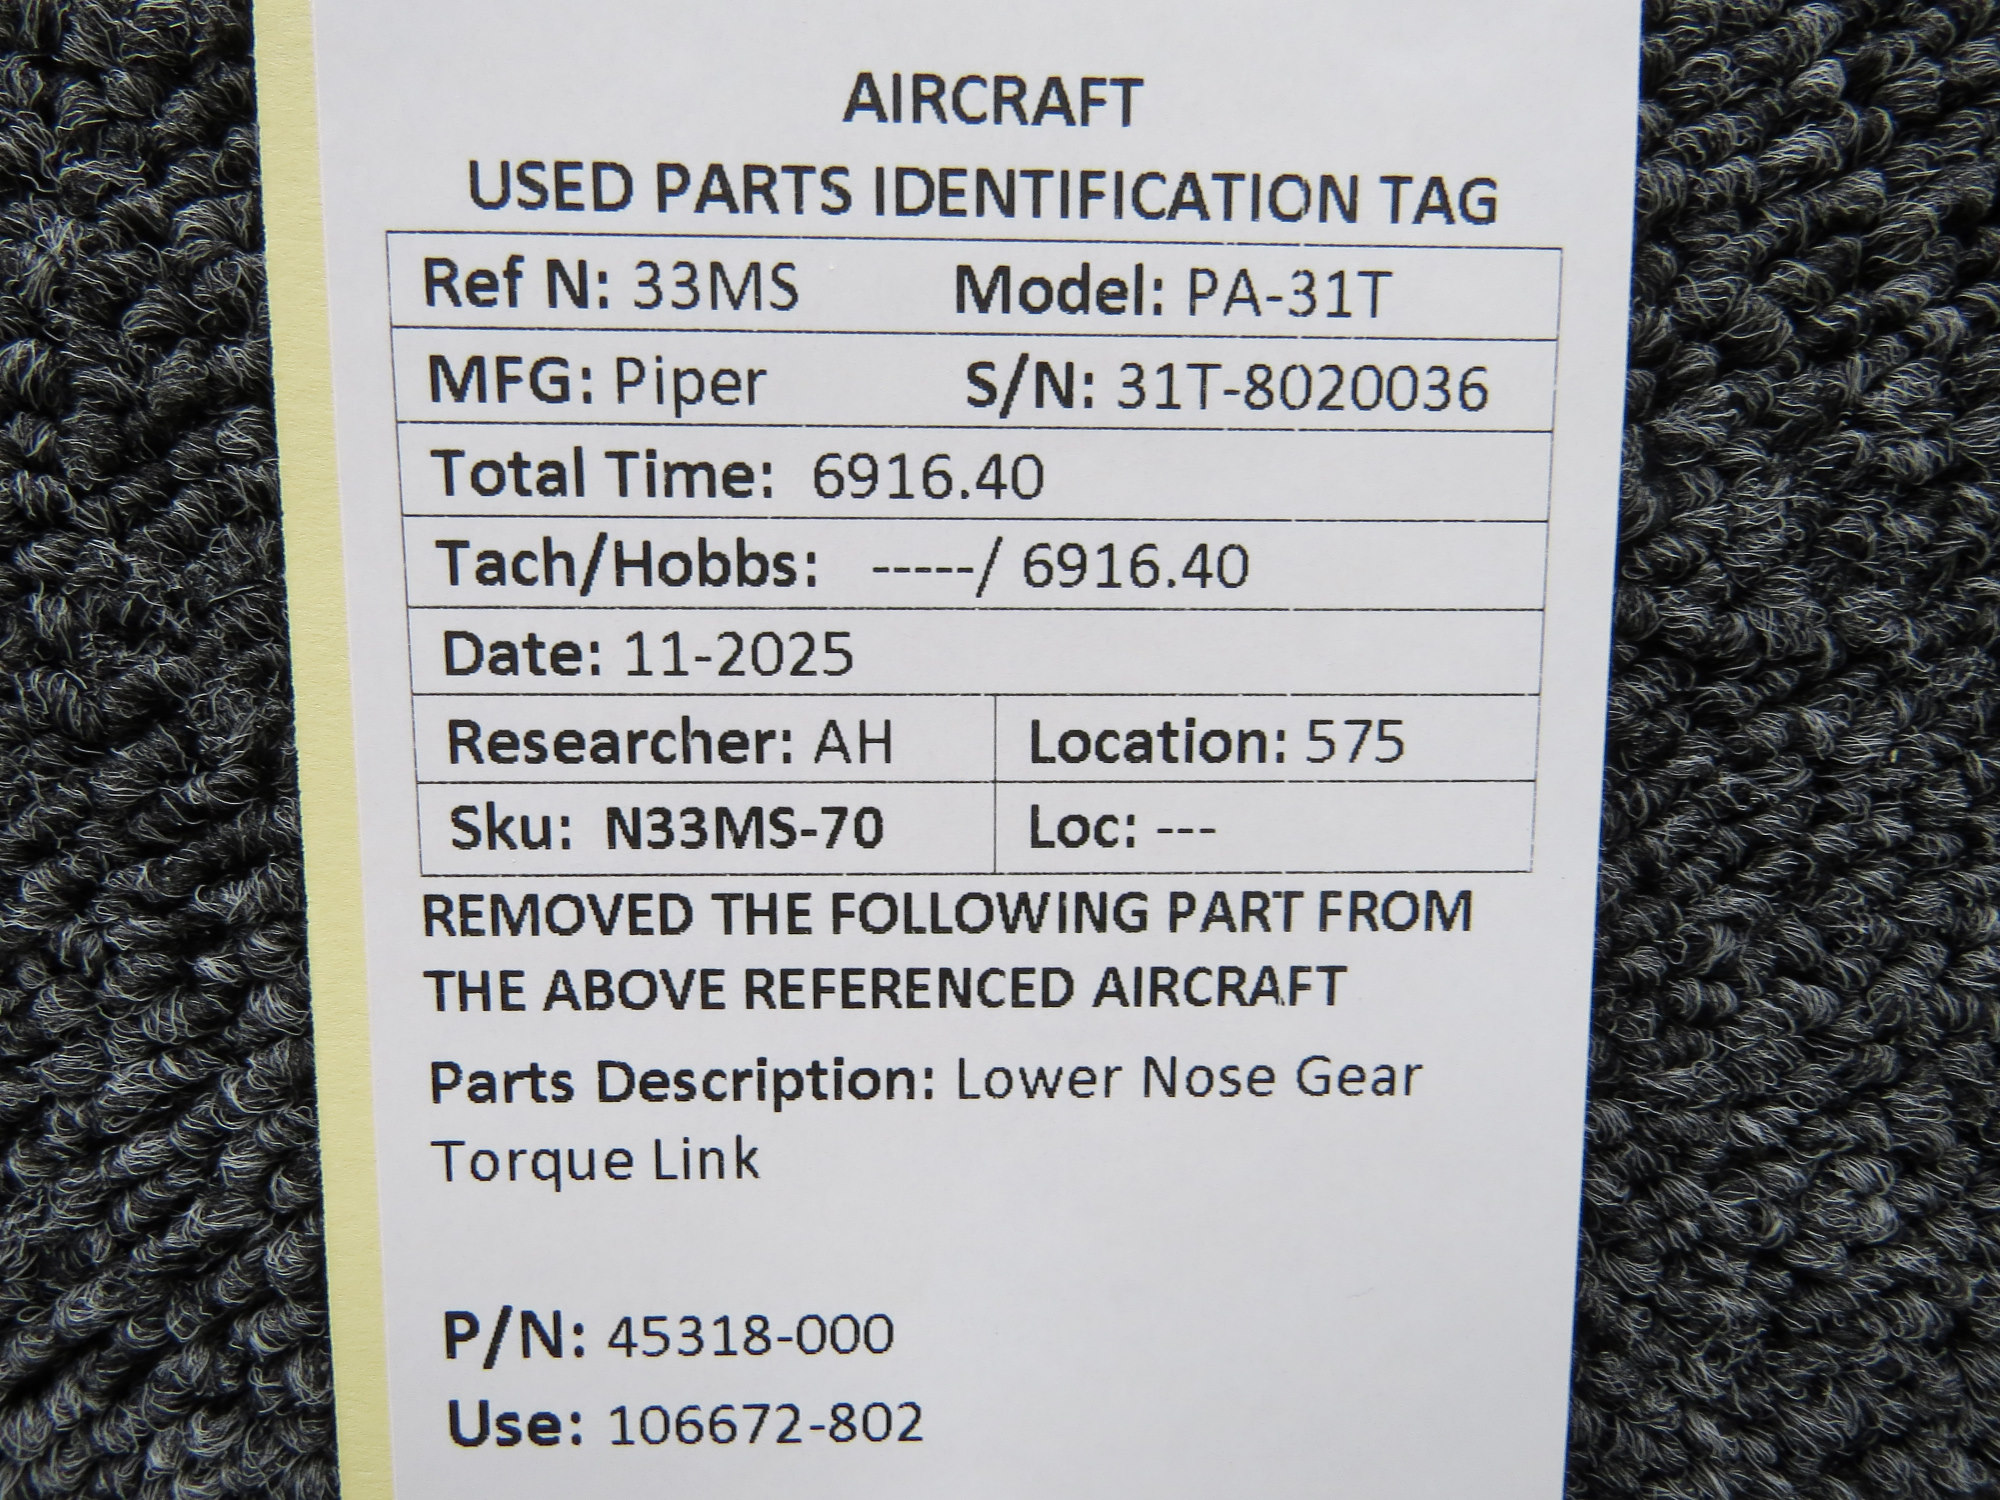 AIRCRAFT
USED PARTS IDENTIFICATION TAG
Ref N: 33MS Model: PA-31T
MFG: Piper S/N: 31T-8020036
Total Time: 6916.40
Tach/Hobbs: -----/ 6916.40
Date: 11-2025
Researcher: AH Location: 575
Sku: N33MS-70 Loc: ---
REMOVED THE FOLLOWING PART FROM
THE ABOVE REFERENCED AIRCRAFT
Parts Description: Lower Nose Gear
Torque Link
P/N: 45318-000
Use: 106672-802